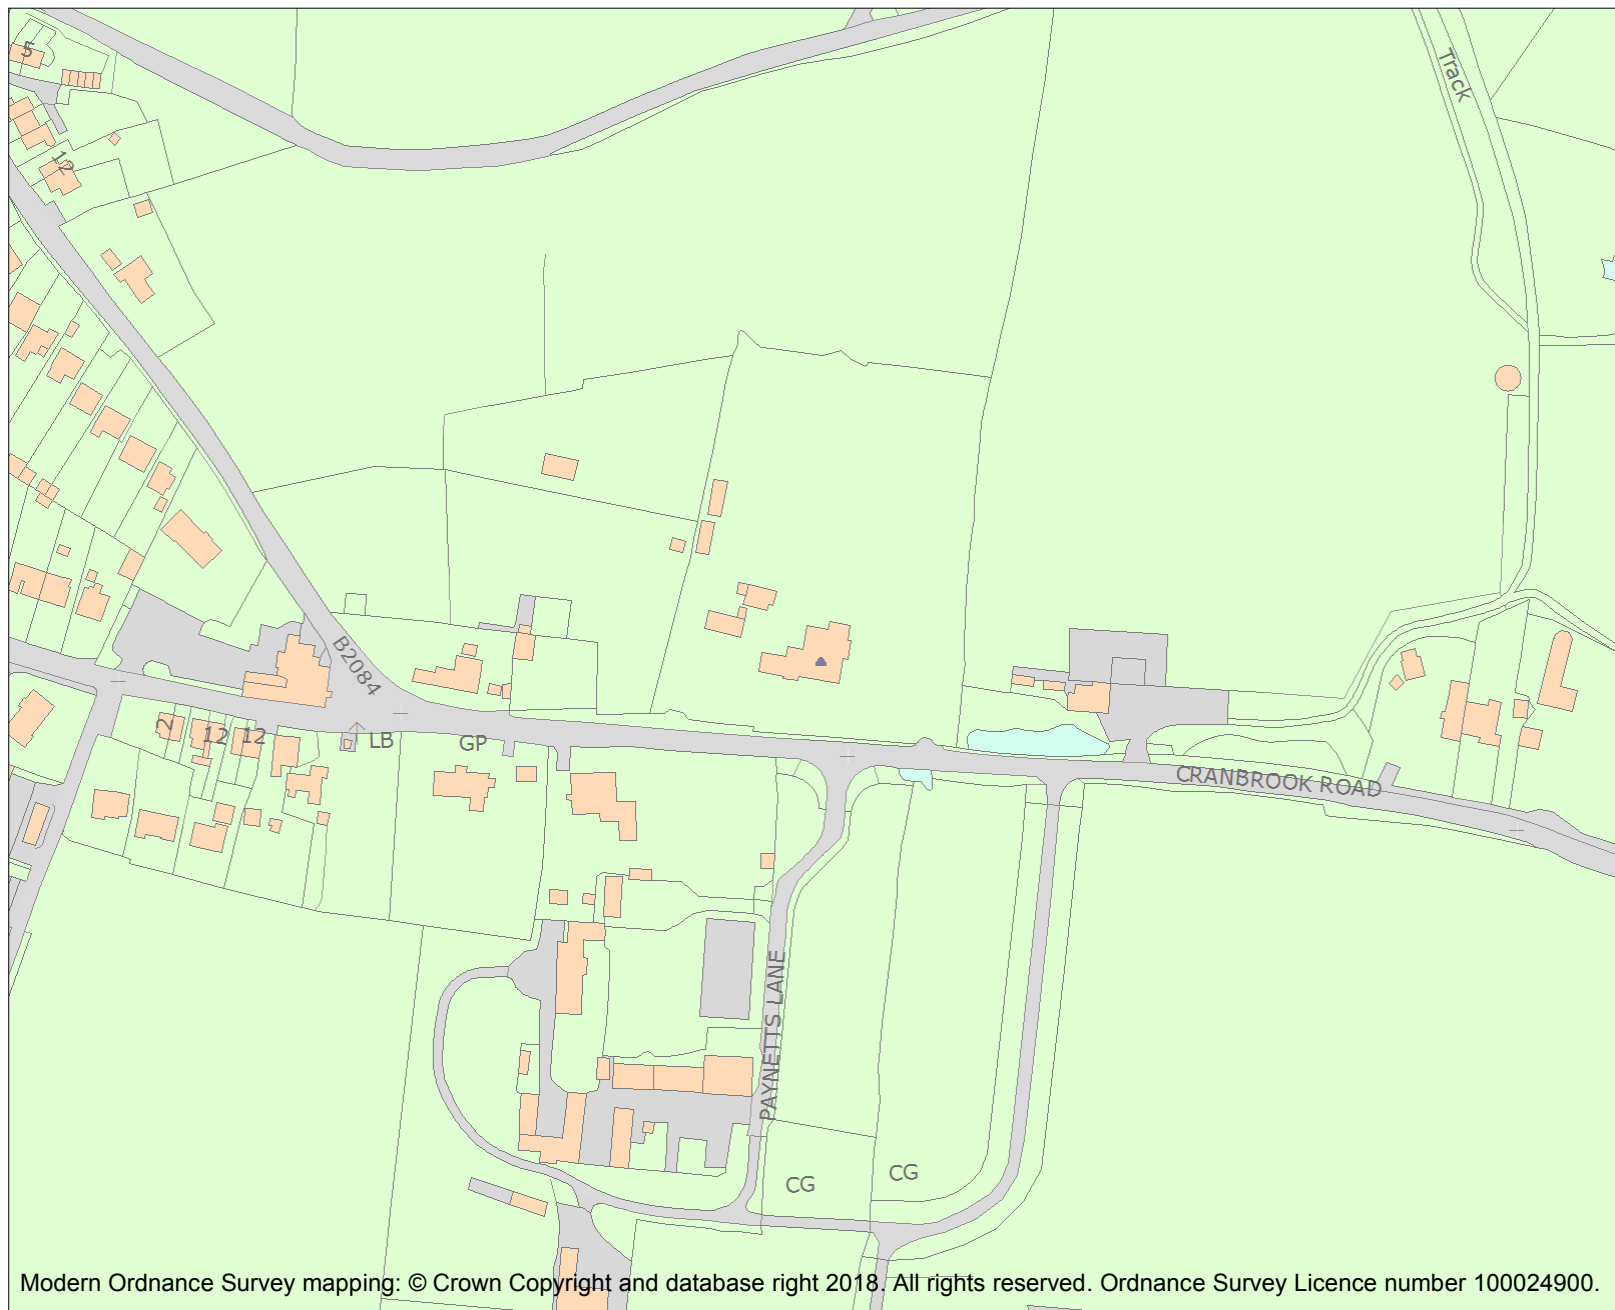 5
Track
12
B2084
2
12
12
LB
GP
CRANBROOK ROAD
PAYNETTS LANE
CG
CG
Modern Ordnance Survey mapping: © Crown Copyright and database right 2018. All rights reserved. Ordnance Survey Licence number 100024900.